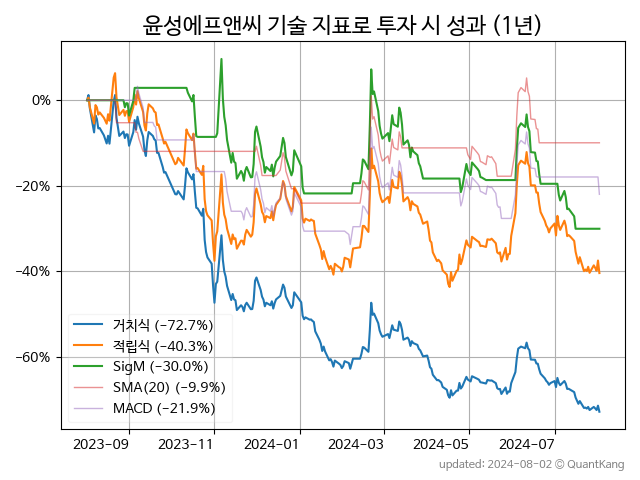 윤성에프앤씨 기술 지표로 투자 시 성과 (1년)
0%
−20%
−40%
−60%
거치식 (−72.7%)
적립식 (−40.3%)
SigM (−30.0%)
SMA(20) (−9.9%)
MACD (−21.9%)
2023-09
2023-11
2024-01
2024-03
2024-05
2024-07
updated: 2024-08-02 © QuantKang